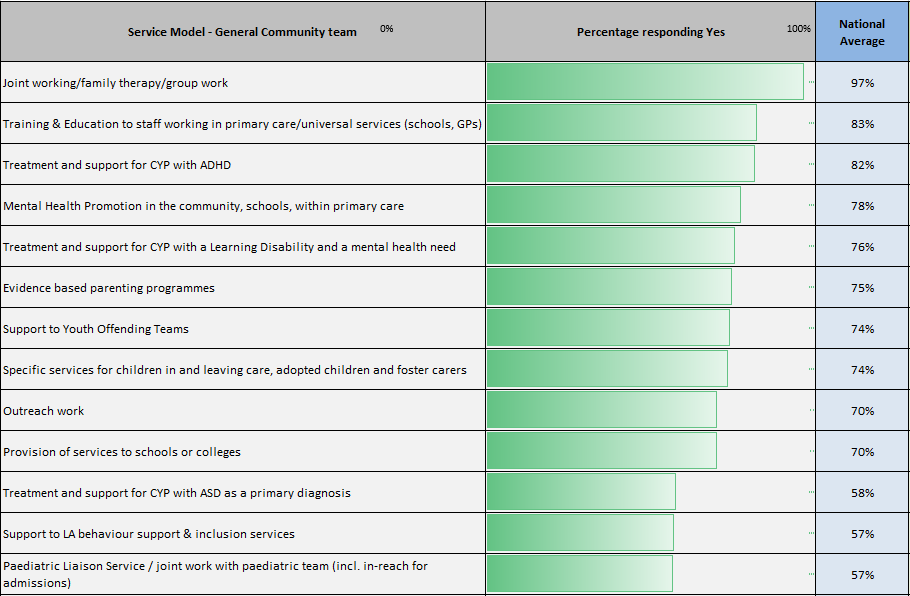 Service Model - General Community team 0% Percentage responding Yes 100% National Average
Joint working/family therapy/group work 97%
Training & Education to staff working in primary care/universal services (schools, GPs) 83%
Treatment and support for CYP with ADHD 82%
Mental Health Promotion in the community, schools, within primary care 78%
Treatment and support for CYP with a Learning Disability and a mental health need 76%
Evidence based parenting programmes 75%
Support to Youth Offending Teams 74%
Specific services for children in and leaving care, adopted children and foster carers 74%
Outreach work 70%
Provision of services to schools or colleges 70%
Treatment and support for CYP with ASD as a primary diagnosis 58%
Support to LA behaviour support & inclusion services 57%
Paediatric Liaison Service / joint work with paediatric team (incl. in-reach for
admissions) 57%